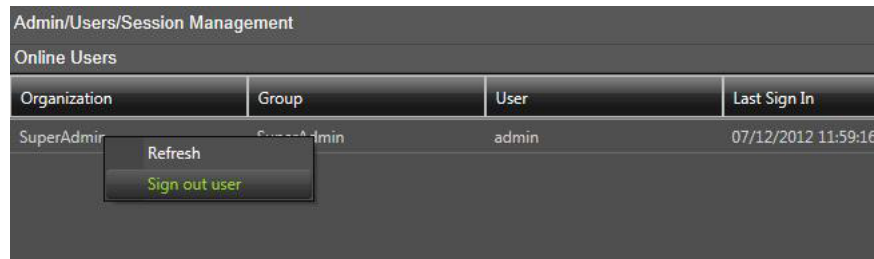 Admin/Users/Session Management
Online Users
Organization Group User Last Sign In
SuperAdmin SuperAdmin admin 07/12/2012 11:59:16
Refresh
Sign out user